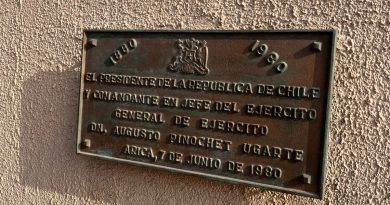 1880 1980
EL PRESIDENTE DE LA REPUBLICA DE CHILE
Y COMANDANTE EN JEFE DEL EJERCITO
GENERAL DE EJERCITO
DN. AUGUSTO PINOCHET UGARTE
ARICA, 7 DE JUNIO DE 1980